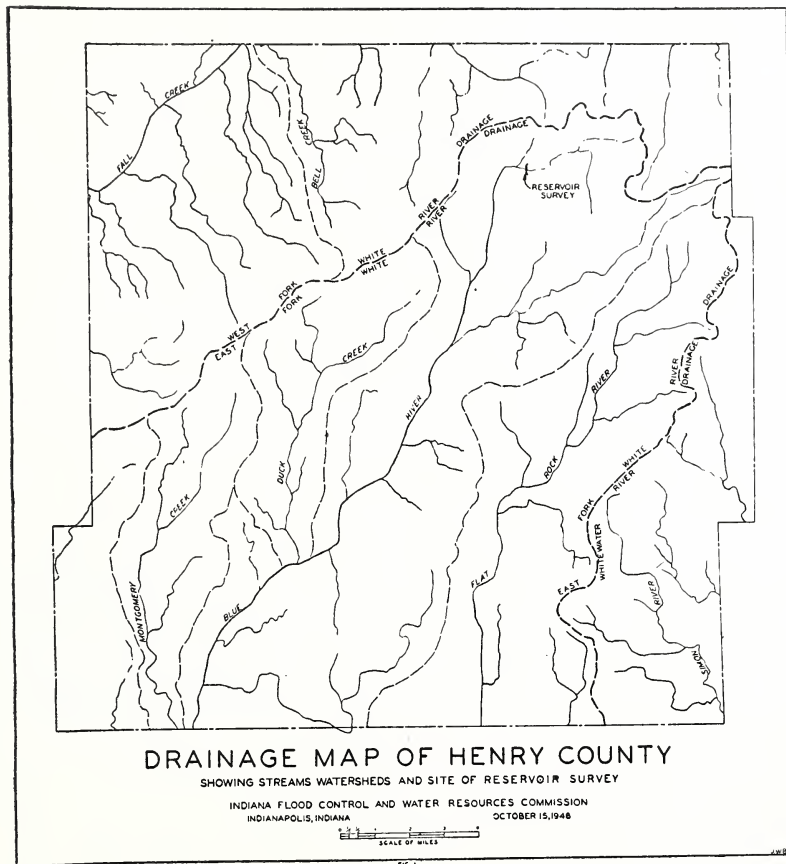 FALL CREEK
BELL CREEK
DRAINAGE
DRAINAGE
RESERVOIR
SURVEY
WEST FORK WHITE RIVER
EAST FORK WHITE RIVER
DRAINAGE
DUCK CREEK
BLUE RIVER
FLAT ROCK RIVER
RIVER
DRAINAGE
EAST FORK WHITE
WHITEWATER RIVER
MONTGOMERY CREEK
SIMON RIVER
DRAINAGE MAP OF HENRY COUNTY
SHOWING STREAMS WATERSHEDS AND SITE OF RESERVOIR SURVEY
INDIANA FLOOD CONTROL AND WATER RESOURCES COMMISSION
INDIANAPOLIS, INDIANA OCTOBER 15, 1948
SCALE OF MILES